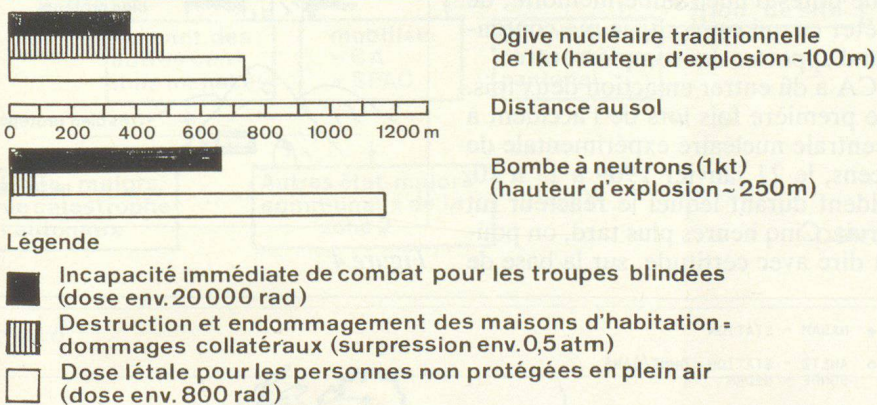 Ogive nucléaire traditionnelle
de 1kt (hauteur d'explosion ~100 m)
0 200 400 600 800 1000 1200 m
Distance au sol
Bombe à neutrons (1kt)
(hauteur d'explosion ~ 250 m)
Légende
Incapacité immédiate de combat pour les troupes blindées
(dose env. 20 000 rad)
Destruction et endommagement des maisons d'habitation =
dommages collatéraux (surpression env. 0,5 atm)
Dose létale pour les personnes non protégées en plein air
(dose env. 800 rad)